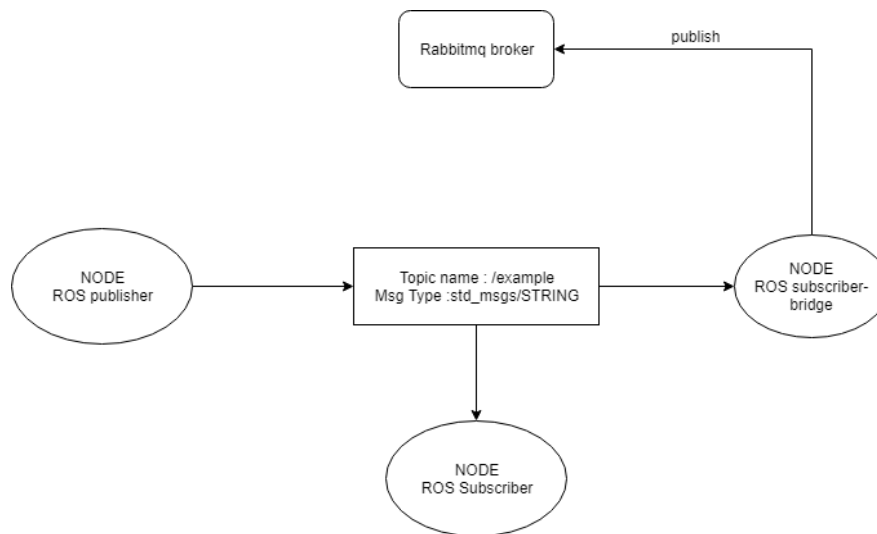 publish
Rabbitmq broker
NODE
ROS publisher
Topic name : /example
Msg Type :std_msgs/STRING
NODE
ROS subscriber-
bridge
NODE
ROS Subscriber